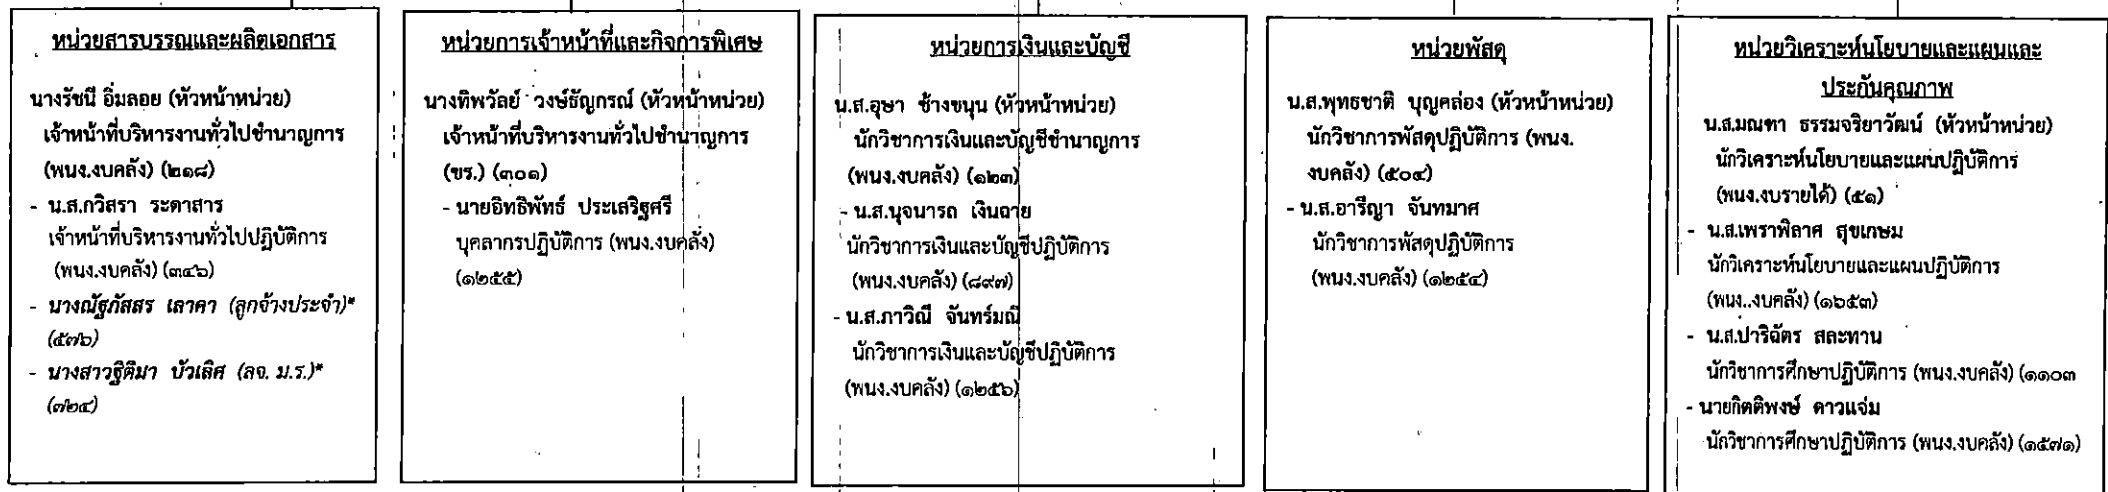 หน่วยสารบรรณและผลิตเอกสาร
นางรัชนี อิ่มลอย (หัวหน้าหน่วย)
เจ้าหน้าที่บริหารงานทั่วไปชำนาญการ
(พนง.งบคลัง) (๒๑๘)
- น.ส.กวิสรา ระดาสาร
เจ้าหน้าที่บริหารงานทั่วไปปฏิบัติการ
(พนง.งบคลัง) (๓๔๖)
- นางณัฐภัสสร เลาคา (ลูกจ้างประจำ)*
(๕๗๖)
- นางสาวฐิติมา บัวเลิศ (ลจ. ม.ร.)*
(๗๒๔)
หน่วยการเจ้าหน้าที่และกิจการพิเศษ
นางทิพวัลย์ วงษ์ธัญกรณ์ (หัวหน้าหน่วย)
เจ้าหน้าที่บริหารงานทั่วไปชำนาญการ
(ขร.) (๓๐๑)
- นายอิทธิพัทธ์ ประเสริฐศรี
บุคลากรปฏิบัติการ (พนง.งบคลัง)
(๑๒๕๕)
หน่วยการเงินและบัญชี
น.ส.อุษา ช้างขนุน (หัวหน้าหน่วย)
นักวิชาการเงินและบัญชีชำนาญการ
(พนง.งบคลัง) (๑๒๓)
- น.ส.นุจนารถ เงินฉาย
นักวิชาการเงินและบัญชีปฏิบัติการ
(พนง.งบคลัง) (๘๙๗)
- น.ส.ภาวิณี จันทร์มณี
นักวิชาการเงินและบัญชีปฏิบัติการ
(พนง.งบคลัง) (๑๒๕๖)
หน่วยพัสดุ
น.ส.พุทธชาติ บุญคล่อง (หัวหน้าหน่วย)
นักวิชาการพัสดุปฏิบัติการ (พนง.
งบคลัง) (๕๐๔)
- น.ส.อารีญา จันทมาศ
นักวิชาการพัสดุปฏิบัติการ
(พนง.งบคลัง) (๑๒๕๔)
หน่วยวิเคราะห์นโยบายและแผนและ
ประกันคุณภาพ
น.ส.มณฑา ธรรมจริยาวัฒน์ (หัวหน้าหน่วย)
นักวิเคราะห์นโยบายและแผนปฏิบัติการ
(พนง.งบรายได้) (๕๑)
- น.ส.เพราพิลาศ สุขเกษม
นักวิเคราะห์นโยบายและแผนปฏิบัติการ
(พนง..งบคลัง) (๑๖๕๓)
- น.ส.ปาริฉัตร สละทาน
นักวิชาการศึกษาปฏิบัติการ (พนง.งบคลัง) (๑๑๐๓
- นายกิตติพงษ์ ดาวแจ่ม
นักวิชาการศึกษาปฏิบัติการ (พนง.งบคลัง) (๑๕๗๑)